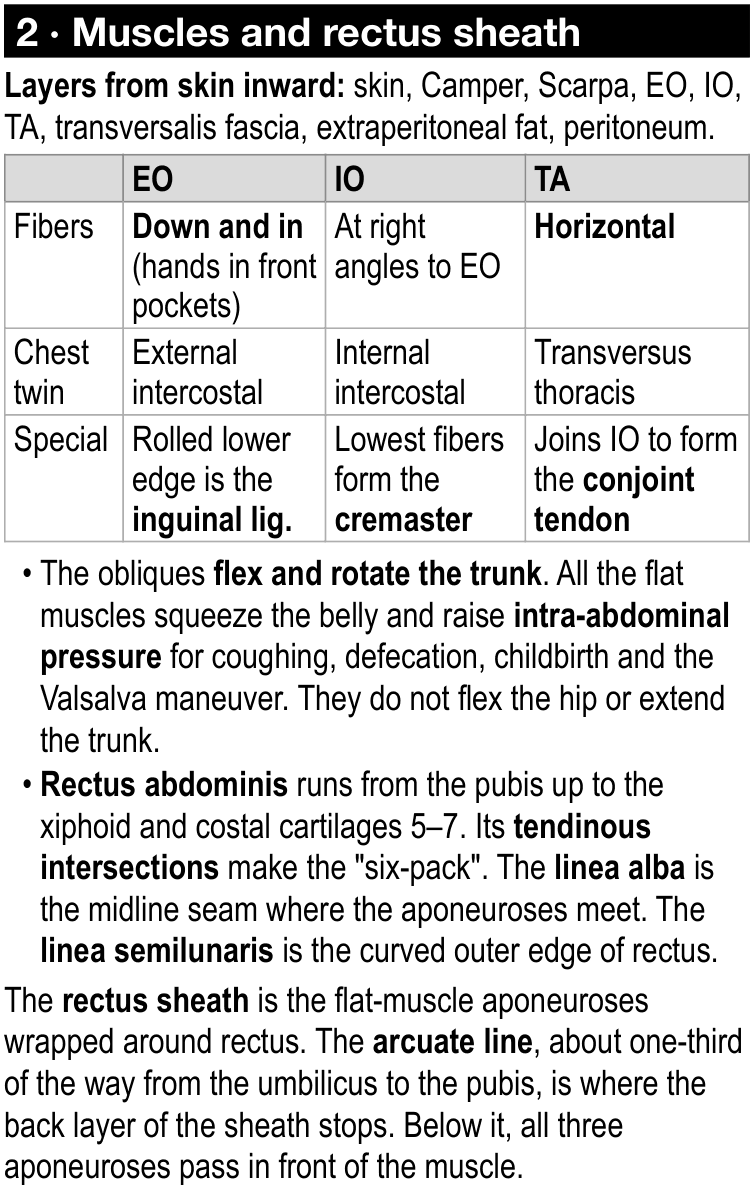 2 · Muscles and rectus sheath
Layers from skin inward: skin, Camper, Scarpa, EO, IO,
TA, transversalis fascia, extraperitoneal fat, peritoneum.
EO IO TA
Fibers Down and in (hands in front pockets) At right angles to EO Horizontal
Chest twin External intercostal Internal intercostal Transversus thoracis
Special Rolled lower edge is the inguinal lig. Lowest fibers form the cremaster Joins IO to form the conjoint tendon
• The obliques flex and rotate the trunk. All the flat
muscles squeeze the belly and raise intra-abdominal
pressure for coughing, defecation, childbirth and the
Valsalva maneuver. They do not flex the hip or extend
the trunk.
• Rectus abdominis runs from the pubis up to the
xiphoid and costal cartilages 5–7. Its tendinous
intersections make the "six-pack". The linea alba is
the midline seam where the aponeuroses meet. The
linea semilunaris is the curved outer edge of rectus.
The rectus sheath is the flat-muscle aponeuroses
wrapped around rectus. The arcuate line, about one-third
of the way from the umbilicus to the pubis, is where the
back layer of the sheath stops. Below it, all three
aponeuroses pass in front of the muscle.